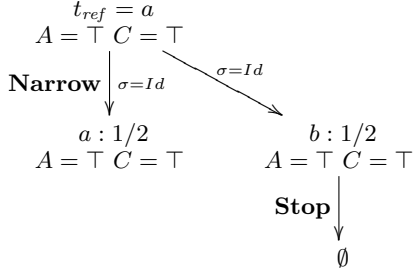 t_ref = a
A = ⊤ C = ⊤
Narrow σ=Id σ=Id
a : 1/2 b : 1/2
A = ⊤ C = ⊤ A = ⊤ C = ⊤
Stop
∅